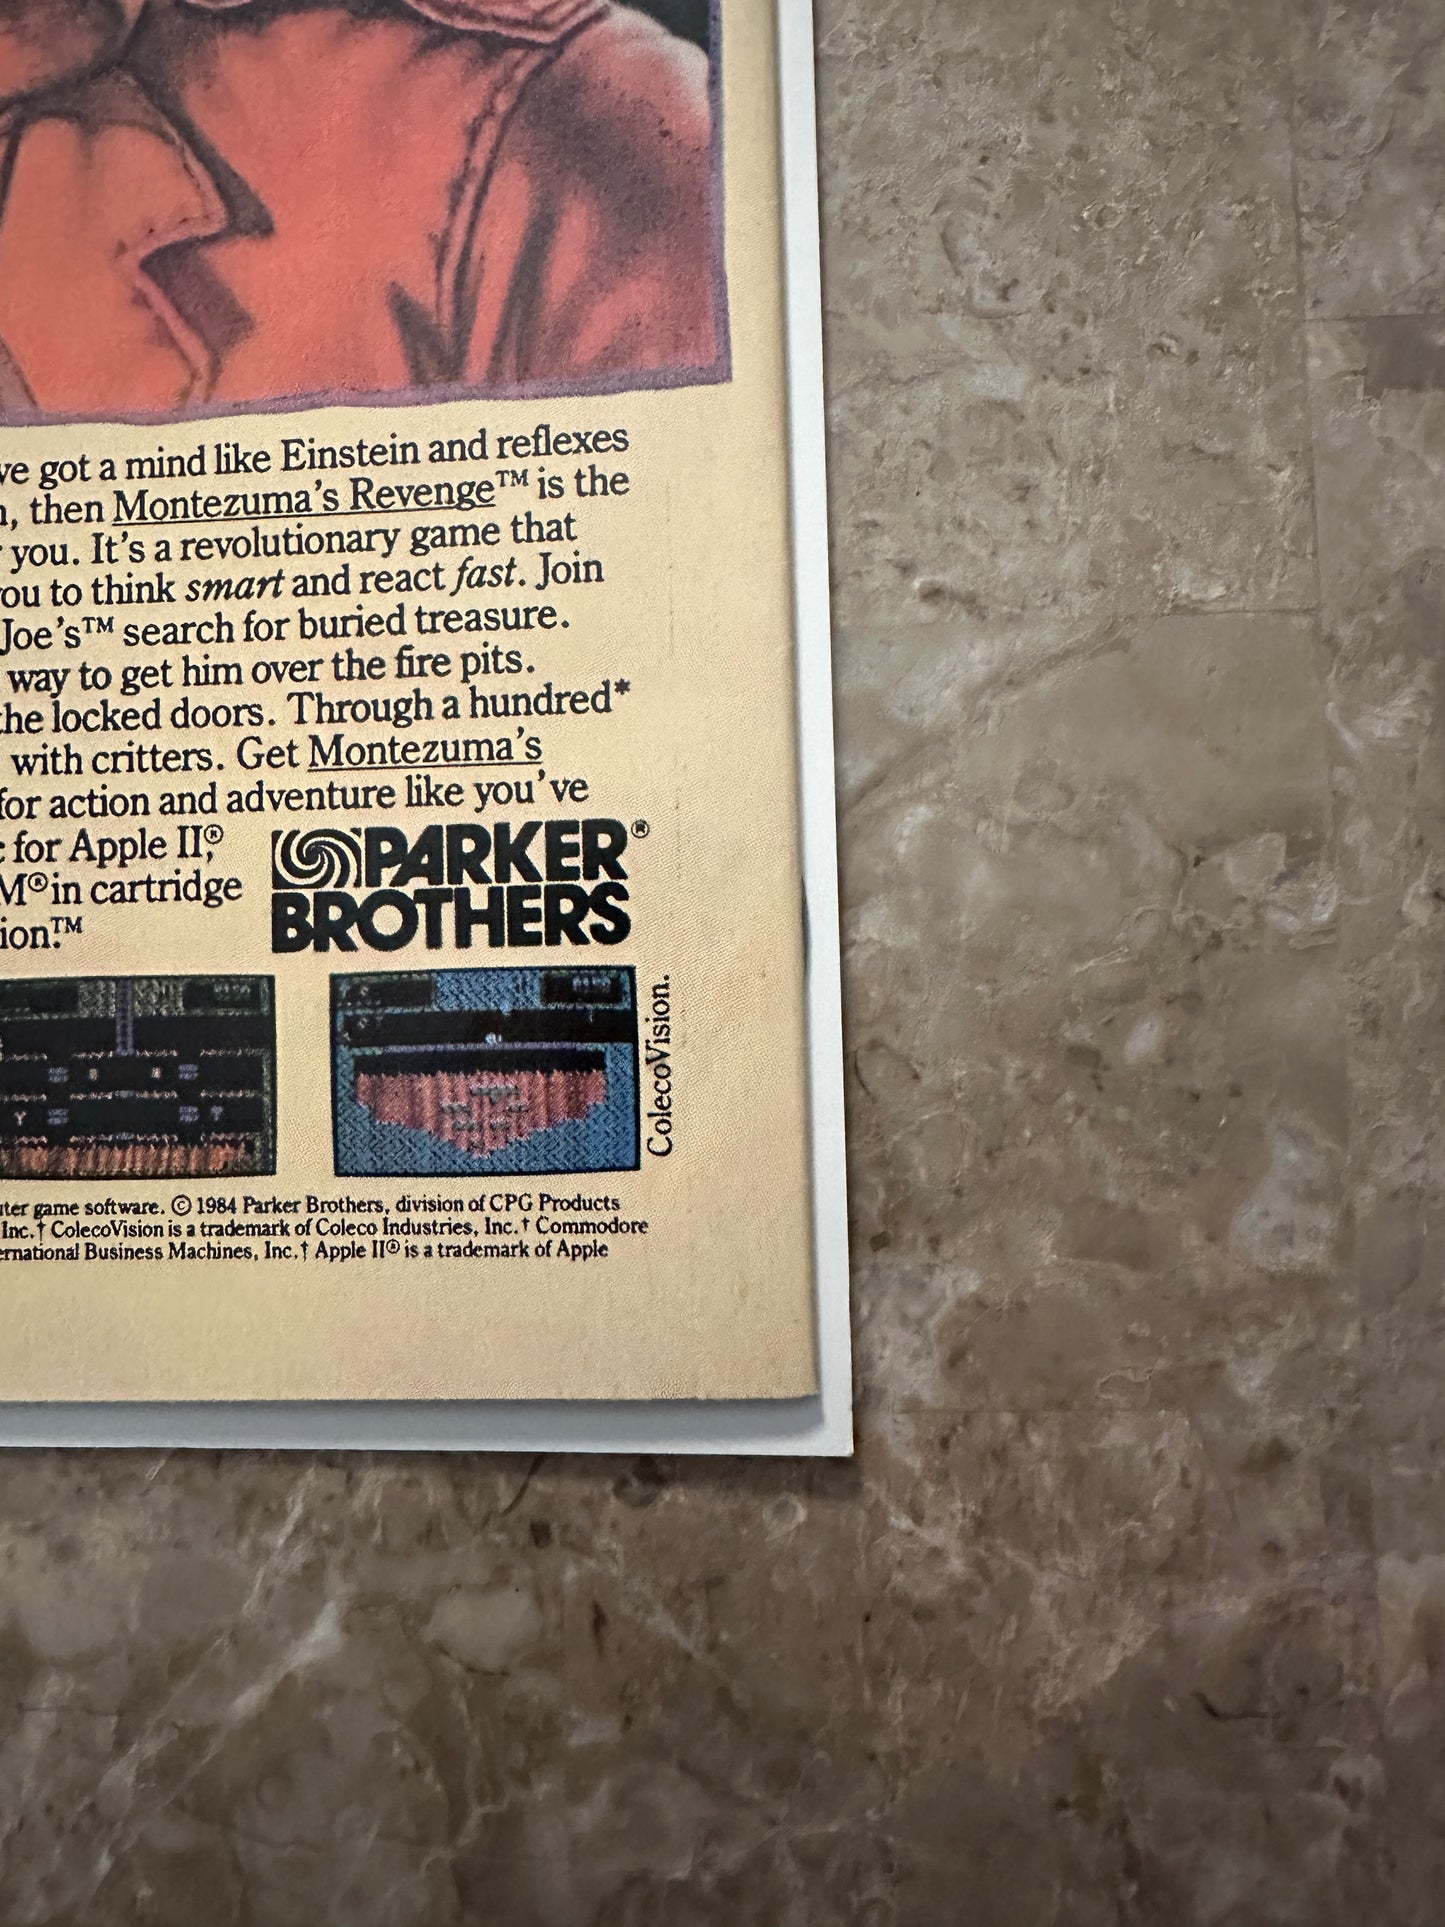 ve got a mind like Einstein and reflexes
, then Montezuma's Revenge™ is the
you. It's a revolutionary game that
ou to think smart and react fast. Join
Joe's™ search for buried treasure.
way to get him over the fire pits.
the locked doors. Through a hundred*
with critters. Get Montezuma's
for action and adventure like you've
for Apple II®,
M® in cartridge
ion.™
PARKER®
BROTHERS
ColecoVision.
ter game software. © 1984 Parker Brothers, division of CPG Products
Inc.† ColecoVision is a trademark of Coleco Industries, Inc.† Commodore
ernational Business Machines, Inc.† Apple II® is a trademark of Apple